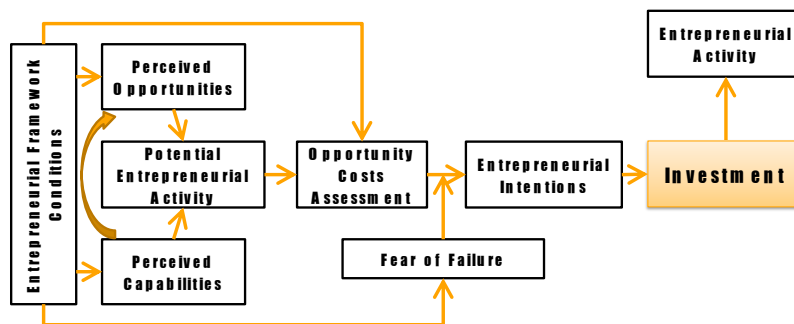 Entrepreneurial Framework
Conditions
Perceived
Opportunities
Potential
Entrepreneurial
Activity
Perceived
Capabilities
Opportunity
Costs
Assessment
Fear of Failure
Entrepreneurial
Intentions
Investment
Entrepreneurial
Activity